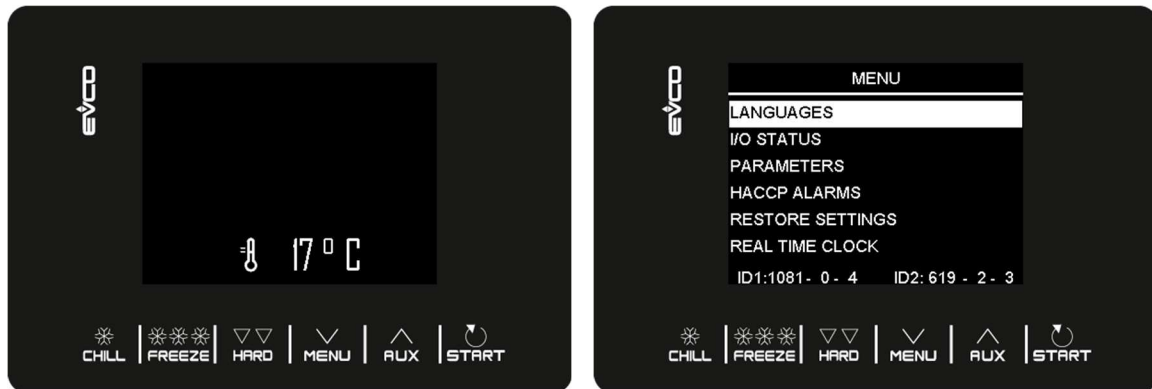 EVCO
17°C
CHILL FREEZE HARD MENU AUX START
EVCO
MENU
LANGUAGES
I/O STATUS
PARAMETERS
HACCP ALARMS
RESTORE SETTINGS
REAL TIME CLOCK
ID1:1081- 0- 4 ID2: 619 - 2- 3
CHILL FREEZE HARD MENU AUX START